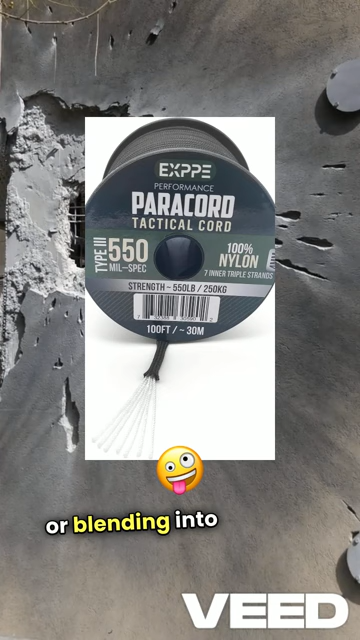 EXPPE
PERFORMANCE
PARACORD
TACTICAL CORD
TYPE III
550
MIL-SPEC
100%
NYLON
7 INNER TRIPLE STRANDS
STRENGTH ~ 550LB / 250KG
100FT / ~ 30M
or blending into
VEED